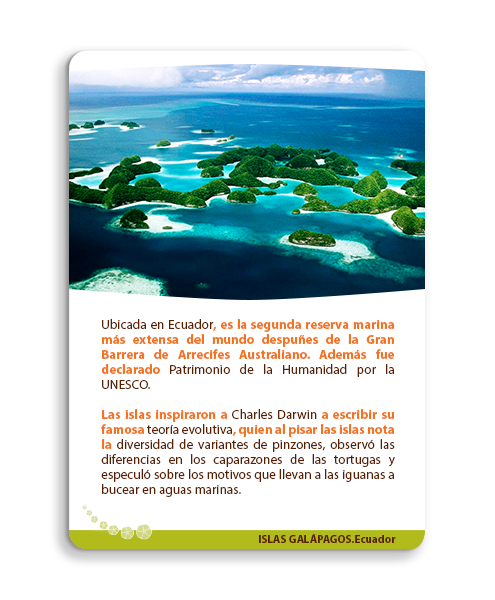 Ubicada en Ecuador, es la segunda reserva marina
más extensa del mundo despuñes de la Gran
Barrera de Arrecifes Australiano. Además fue
declarado Patrimonio de la Humanidad por la
UNESCO.
Las islas inspiraron a Charles Darwin a escribir su
famosa teoría evolutiva, quien al pisar las islas nota
la diversidad de variantes de pinzones, observó las
diferencias en los caparazones de las tortugas y
especuló sobre los motivos que llevan a las iguanas a
bucear en aguas marinas.
ISLAS GALÁPAGOS.Ecuador